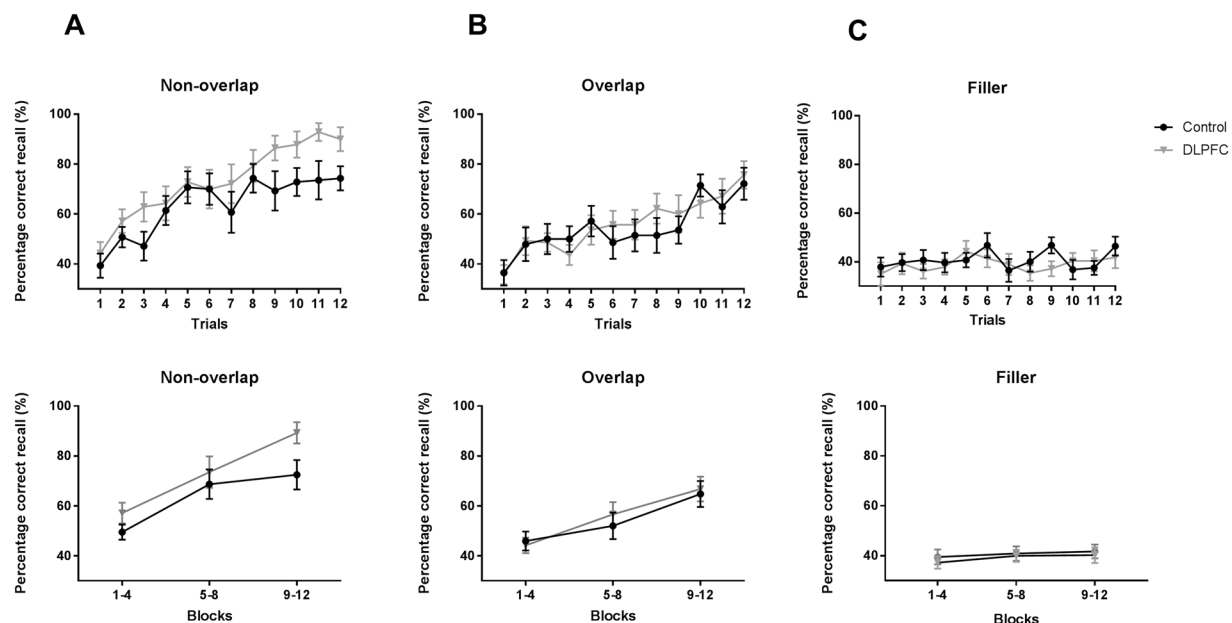 A
B
C
Non-overlap
Overlap
Filler
Percentage correct recall (%)
100
80
60
40
1 2 3 4 5 6 7 8 9 10 11 12
Trials
Percentage correct recall (%)
100
80
60
40
1 2 3 4 5 6 7 8 9 10 11 12
Trials
Percentage correct recall (%)
100
80
60
40
1 2 3 4 5 6 7 8 9 10 11 12
Trials
Control
DLPFC
Non-overlap
Overlap
Filler
Percentage correct recall (%)
100
80
60
40
1-4 5-8 9-12
Blocks
Percentage correct recall (%)
100
80
60
40
1-4 5-8 9-12
Blocks
Percentage correct recall (%)
100
80
60
40
1-4 5-8 9-12
Blocks